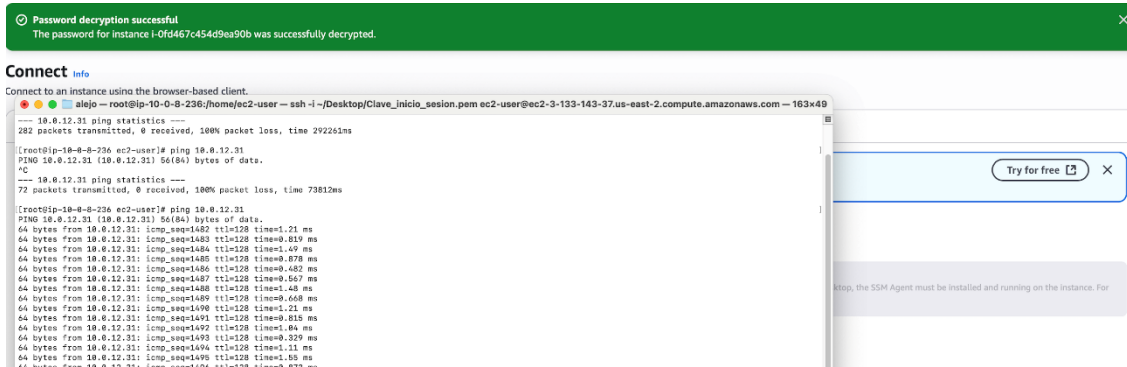 Password decryption successful
The password for instance i-0fd467c454d9ea90b was successfully decrypted.
Connect Info
Connect to an instance using the browser-based client.
alejo — root@ip-10-0-8-236:/home/ec2-user — ssh -i ~/Desktop/Clave_inicio_sesion.pem ec2-user@ec2-3-133-143-37.us-east-2.compute.amazonaws.com — 163×49
--- 10.0.12.31 ping statistics ---
282 packets transmitted, 0 received, 100% packet loss, time 292261ms
[[root@ip-10-0-8-236 ec2-user]# ping 10.0.12.31
PING 10.0.12.31 (10.0.12.31) 56(84) bytes of data.
^C
--- 10.0.12.31 ping statistics ---
72 packets transmitted, 0 received, 100% packet loss, time 73812ms
[[root@ip-10-0-8-236 ec2-user]# ping 10.0.12.31
PING 10.0.12.31 (10.0.12.31) 56(84) bytes of data.
64 bytes from 10.0.12.31: icmp_seq=1482 ttl=128 time=1.21 ms
64 bytes from 10.0.12.31: icmp_seq=1483 ttl=128 time=0.819 ms
64 bytes from 10.0.12.31: icmp_seq=1484 ttl=128 time=1.49 ms
64 bytes from 10.0.12.31: icmp_seq=1485 ttl=128 time=0.878 ms
64 bytes from 10.0.12.31: icmp_seq=1486 ttl=128 time=0.482 ms
64 bytes from 10.0.12.31: icmp_seq=1487 ttl=128 time=0.567 ms
64 bytes from 10.0.12.31: icmp_seq=1488 ttl=128 time=1.48 ms
64 bytes from 10.0.12.31: icmp_seq=1489 ttl=128 time=0.668 ms
64 bytes from 10.0.12.31: icmp_seq=1490 ttl=128 time=1.21 ms
64 bytes from 10.0.12.31: icmp_seq=1491 ttl=128 time=0.815 ms
64 bytes from 10.0.12.31: icmp_seq=1492 ttl=128 time=1.04 ms
64 bytes from 10.0.12.31: icmp_seq=1493 ttl=128 time=0.329 ms
64 bytes from 10.0.12.31: icmp_seq=1494 ttl=128 time=1.11 ms
64 bytes from 10.0.12.31: icmp_seq=1495 ttl=128 time=1.55 ms
Try for free
ktop, the SSM Agent must be installed and running on the instance. For